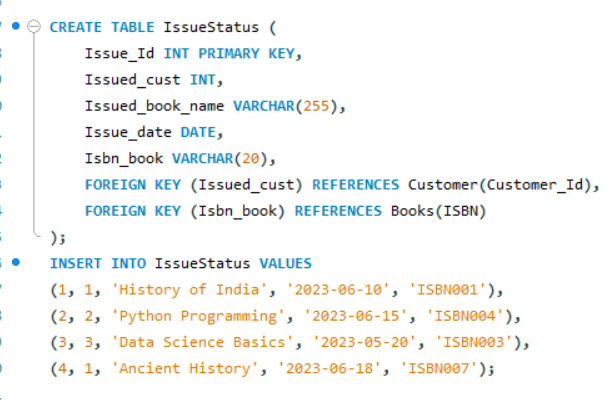 CREATE TABLE IssueStatus (
Issue_Id INT PRIMARY KEY,
Issued_cust INT,
Issued_book_name VARCHAR(255),
Issue_date DATE,
Isbn_book VARCHAR(20),
FOREIGN KEY (Issued_cust) REFERENCES Customer(Customer_Id),
FOREIGN KEY (Isbn_book) REFERENCES Books(ISBN)
);
INSERT INTO IssueStatus VALUES
(1, 1, 'History of India', '2023-06-10', 'ISBN001'),
(2, 2, 'Python Programming', '2023-06-15', 'ISBN004'),
(3, 3, 'Data Science Basics', '2023-05-20', 'ISBN003'),
(4, 1, 'Ancient History', '2023-06-18', 'ISBN007');